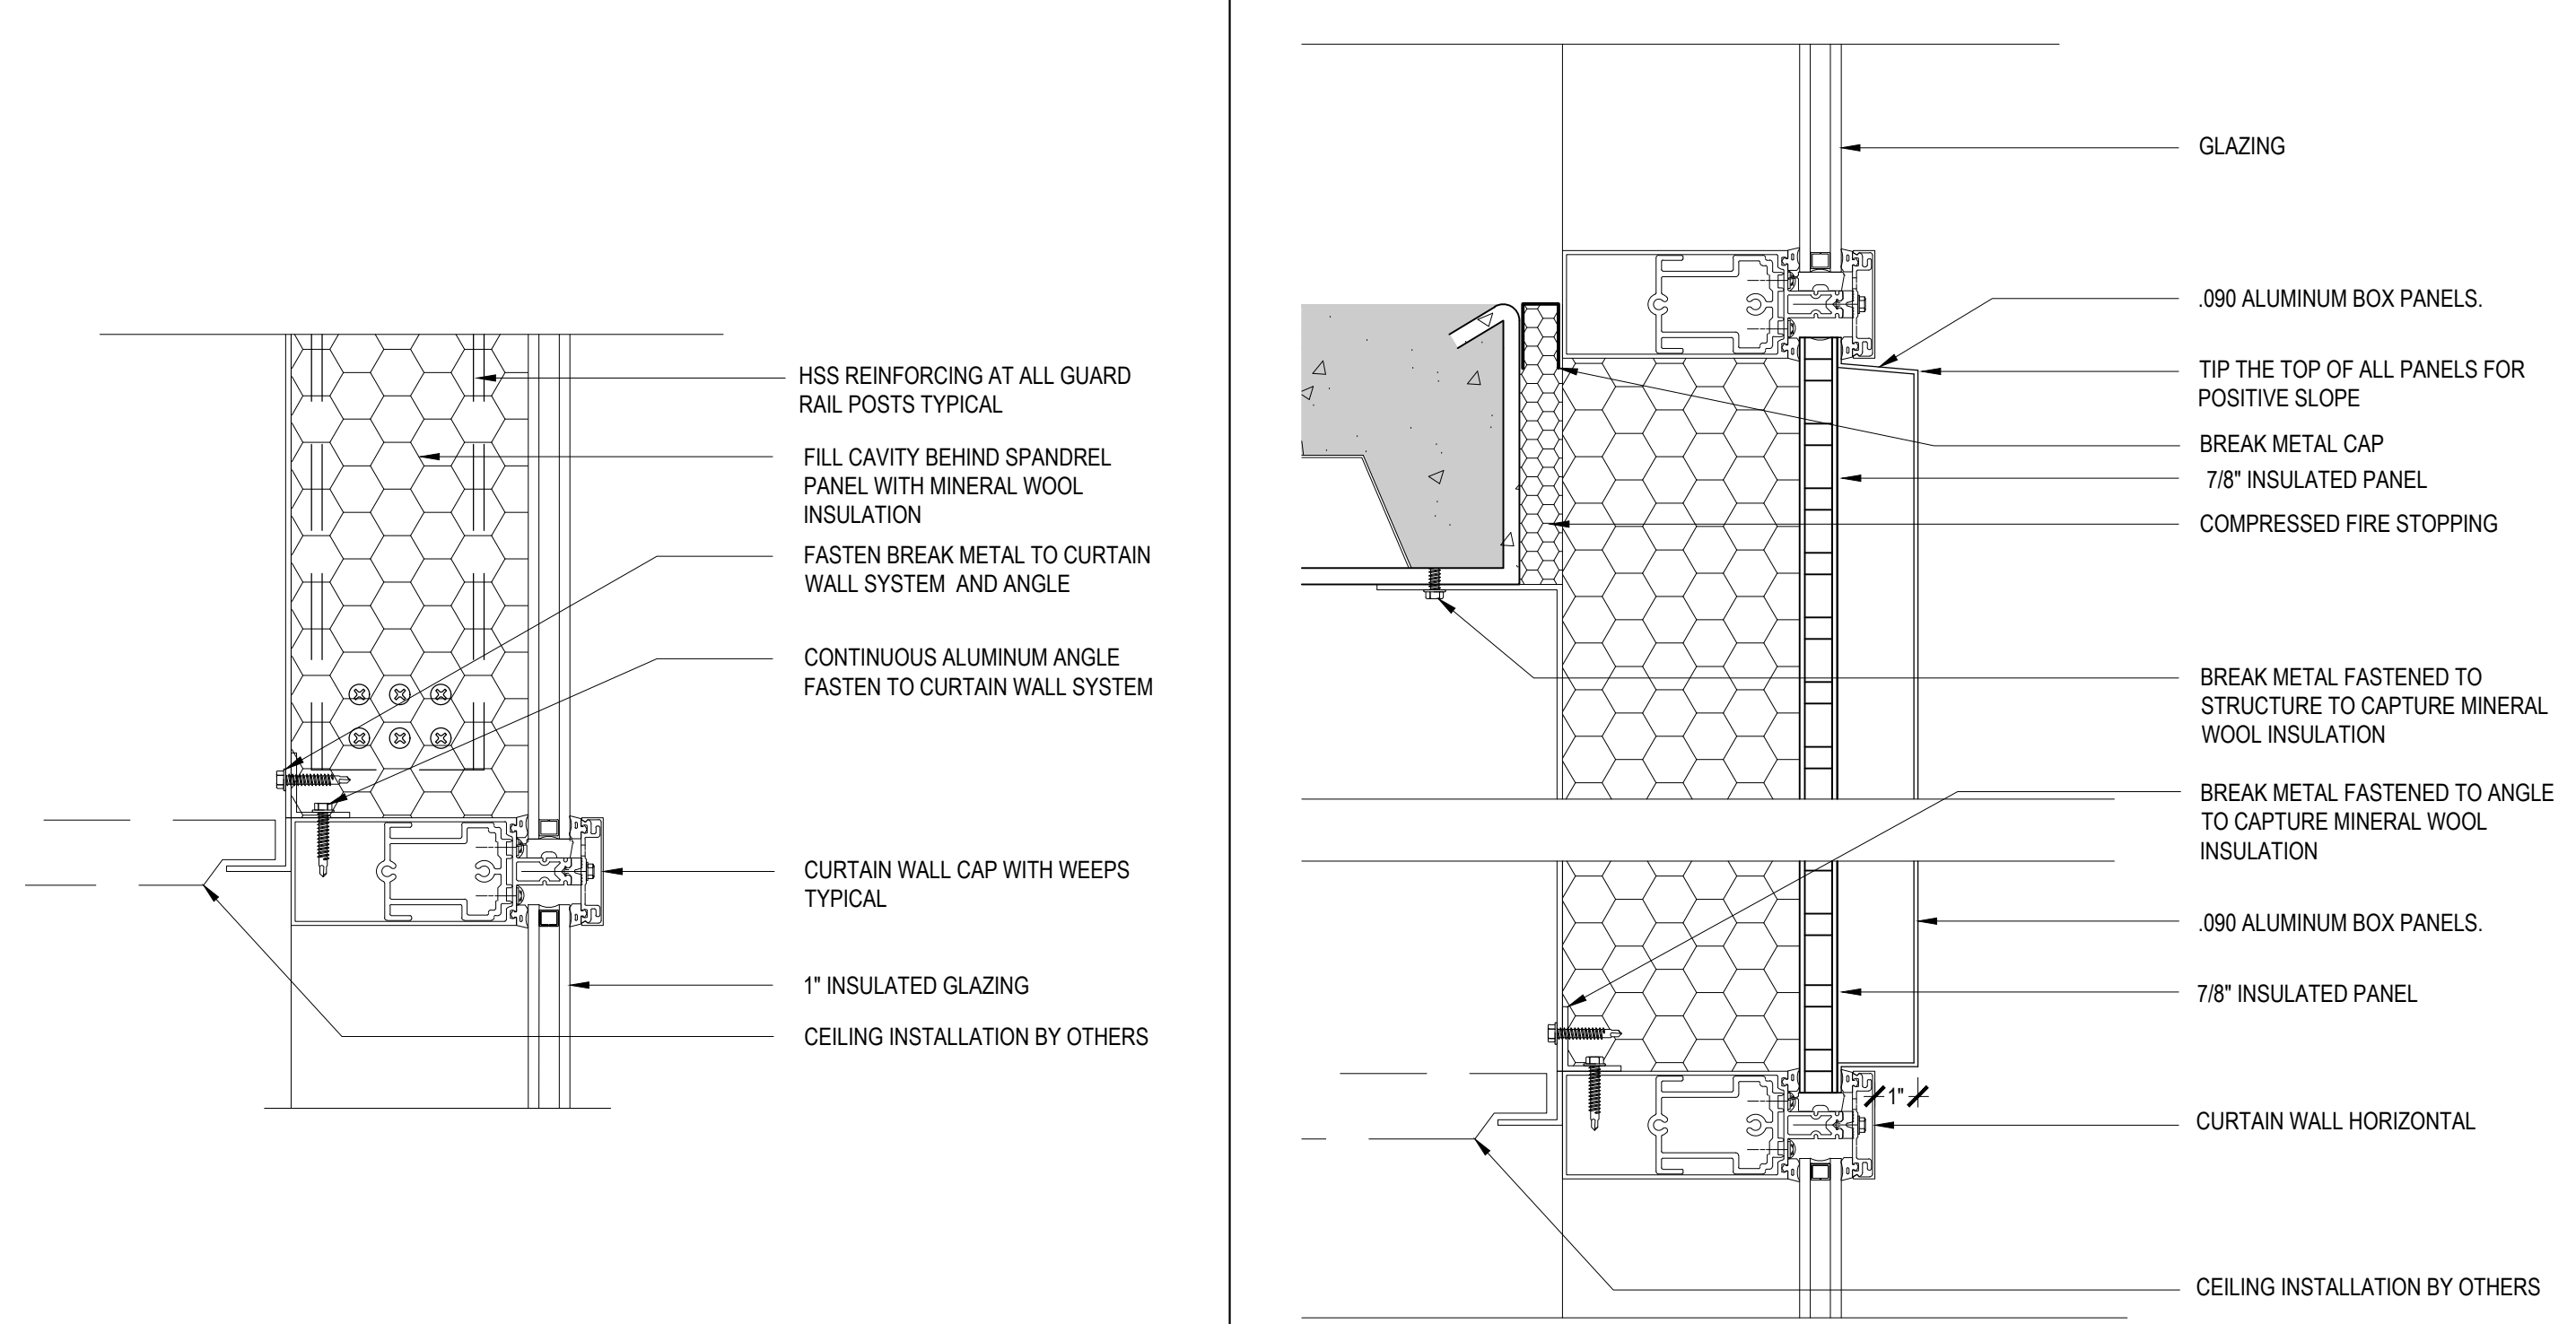 HSS REINFORCING AT ALL GUARD
RAIL POSTS TYPICAL
FILL CAVITY BEHIND SPANDREL
PANEL WITH MINERAL WOOL
INSULATION
FASTEN BREAK METAL TO CURTAIN
WALL SYSTEM AND ANGLE
CONTINUOUS ALUMINUM ANGLE
FASTEN TO CURTAIN WALL SYSTEM
CURTAIN WALL CAP WITH WEEPS
TYPICAL
1" INSULATED GLAZING
CEILING INSTALLATION BY OTHERS
GLAZING
.090 ALUMINUM BOX PANELS.
TIP THE TOP OF ALL PANELS FOR
POSITIVE SLOPE
BREAK METAL CAP
7/8" INSULATED PANEL
COMPRESSED FIRE STOPPING
BREAK METAL FASTENED TO
STRUCTURE TO CAPTURE MINERAL
WOOL INSULATION
BREAK METAL FASTENED TO ANGLE
TO CAPTURE MINERAL WOOL
INSULATION
.090 ALUMINUM BOX PANELS.
7/8" INSULATED PANEL
1"
CURTAIN WALL HORIZONTAL
CEILING INSTALLATION BY OTHERS